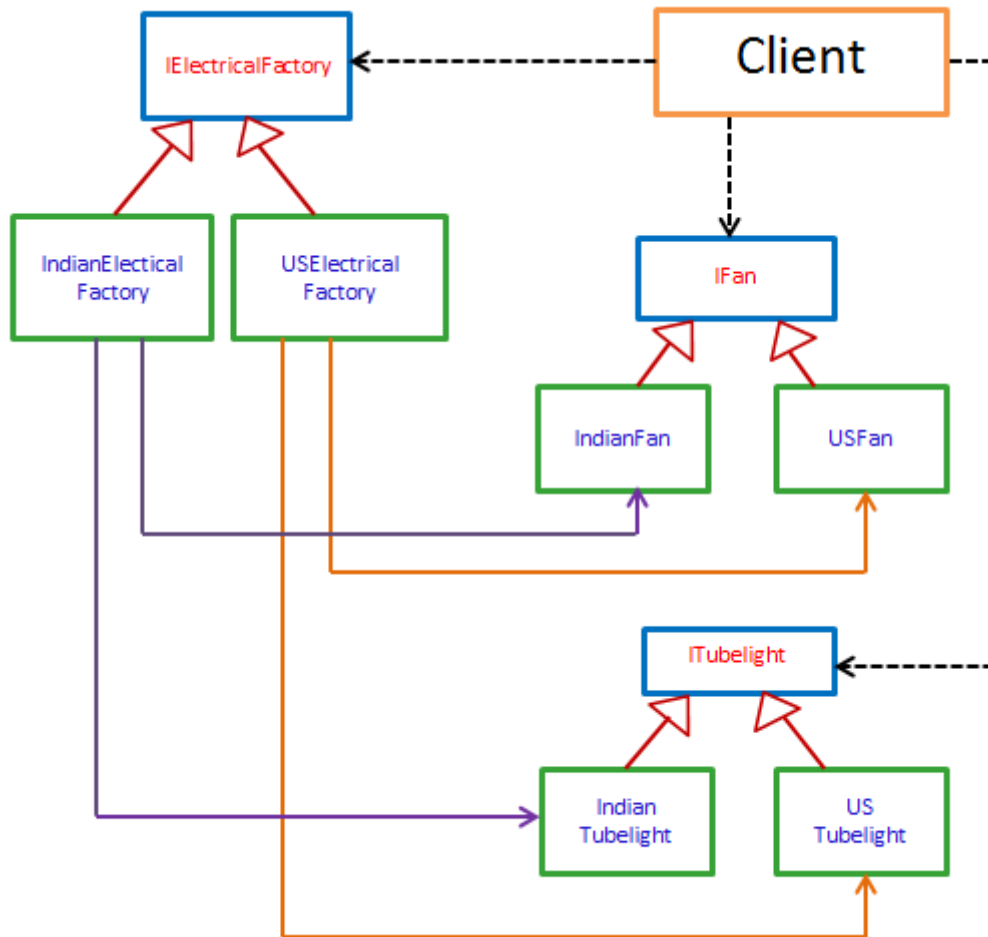 IElectricalFactory
Client
IndianElectical
Factory
USElectrical
Factory
IFan
IndianFan
USFan
ITubelight
Indian
Tubelight
US
Tubelight